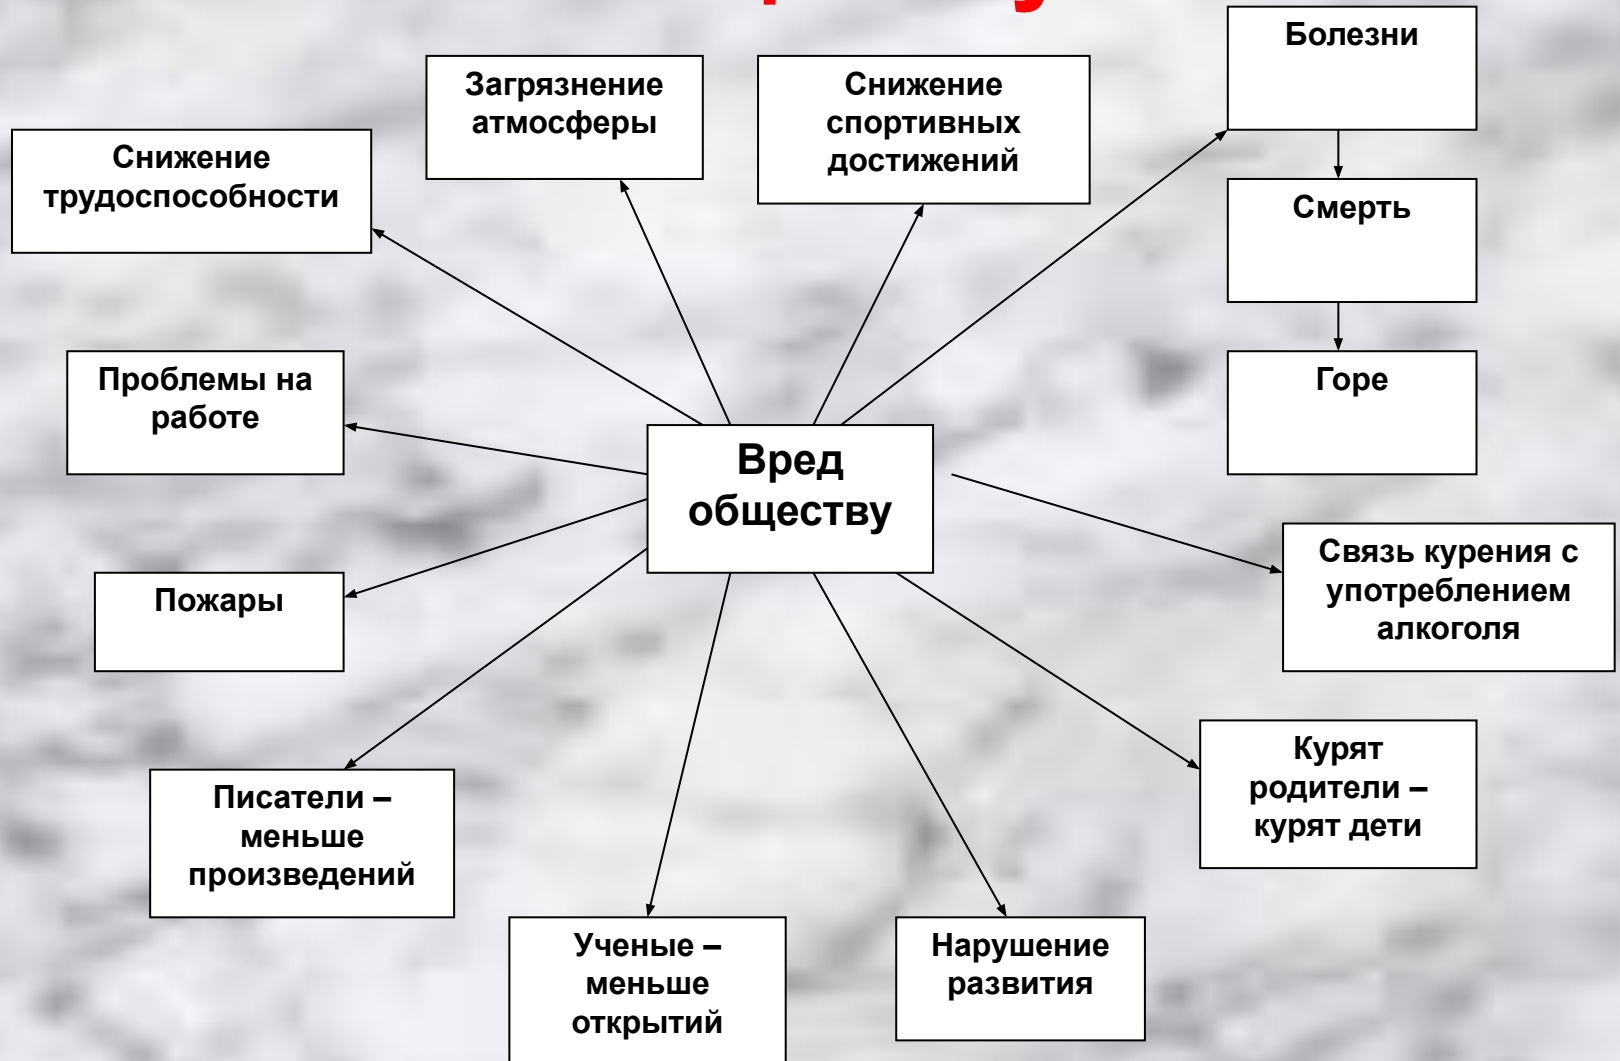 Болезни
Загрязнение
атмосферы
Снижение
спортивных
достижений
Снижение
трудоспособности
Смерть
Проблемы на
работе
Горе
Вред
обществу
Связь курения с
употреблением
алкоголя
Пожары
Курят
родители –
курят дети
Писатели –
меньше
произведений
Ученые –
меньше
открытий
Нарушение
развития